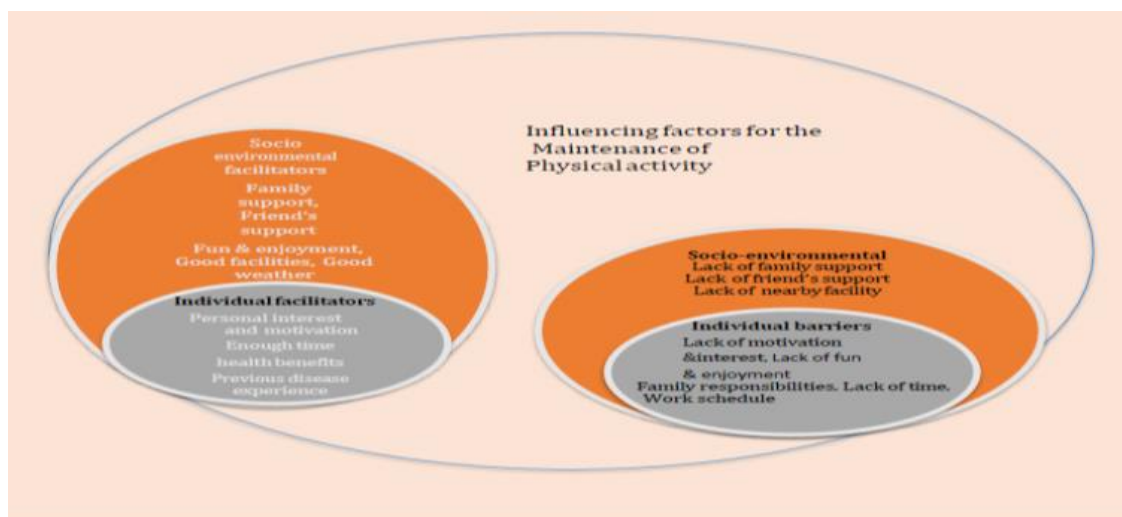 Influencing factors for the
Maintenance of
Physical activity
Socio
environmental
facilitators
Family
support,
Friend's
support
Fun & enjoyment,
Good facilities, Good
weather
Individual facilitators
Personal interest
and motivation
Enough time
health benefits
Previous disease
experience
Socio-environmental
Lack of family support
Lack of friend's support
Lack of nearby facility
Individual barriers
Lack of motivation
&interest, Lack of fun
& enjoyment
Family responsibilities. Lack of time.
Work schedule